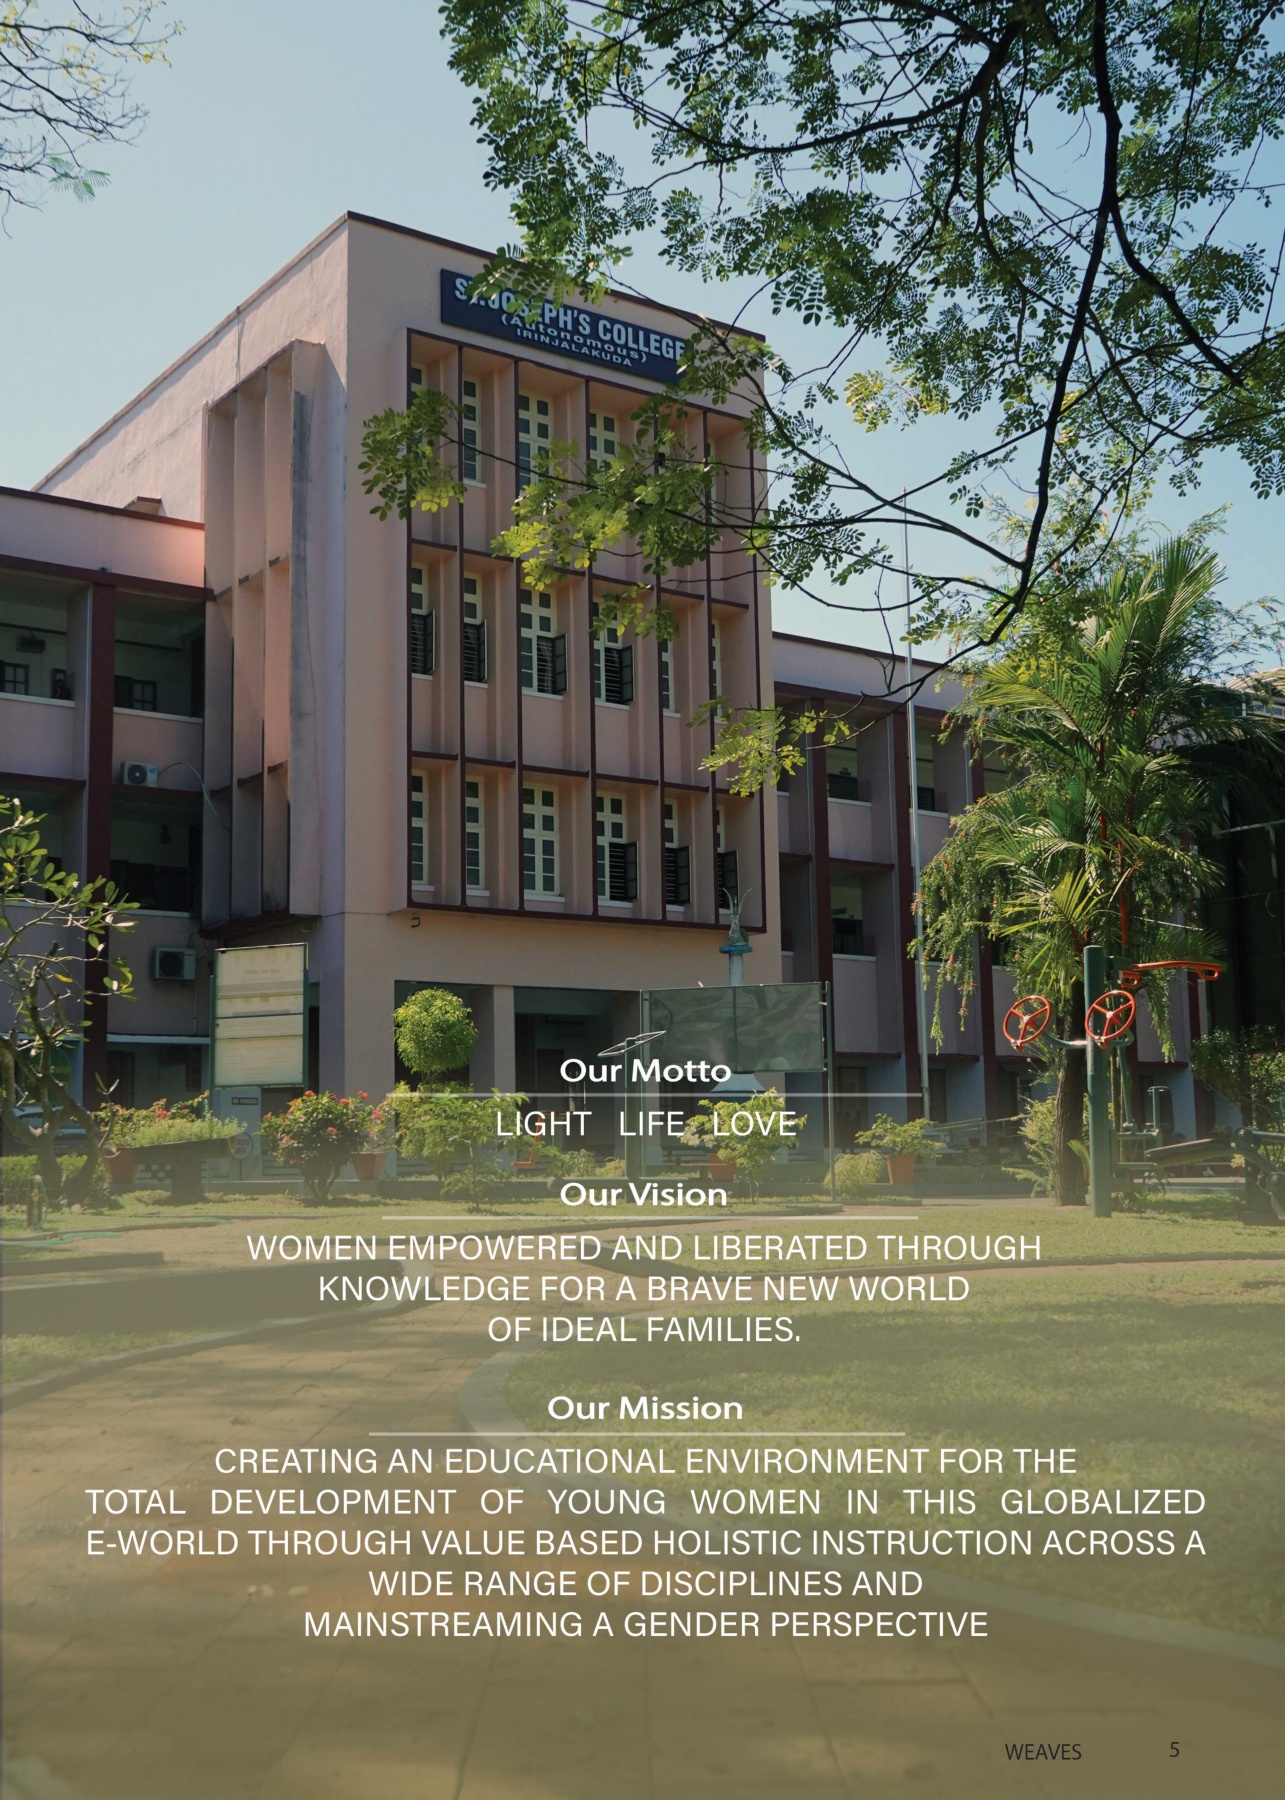 ST.JOSEPH'S COLLEGE
(Autonomous)
IRINJALAKUDA
Our Motto
LIGHT LIFE LOVE
Our Vision
WOMEN EMPOWERED AND LIBERATED THROUGH
KNOWLEDGE FOR A BRAVE NEW WORLD
OF IDEAL FAMILIES.
Our Mission
CREATING AN EDUCATIONAL ENVIRONMENT FOR THE
TOTAL DEVELOPMENT OF YOUNG WOMEN IN THIS GLOBALIZED
E-WORLD THROUGH VALUE BASED HOLISTIC INSTRUCTION ACROSS A
WIDE RANGE OF DISCIPLINES AND
MAINSTREAMING A GENDER PERSPECTIVE
WEAVES 5